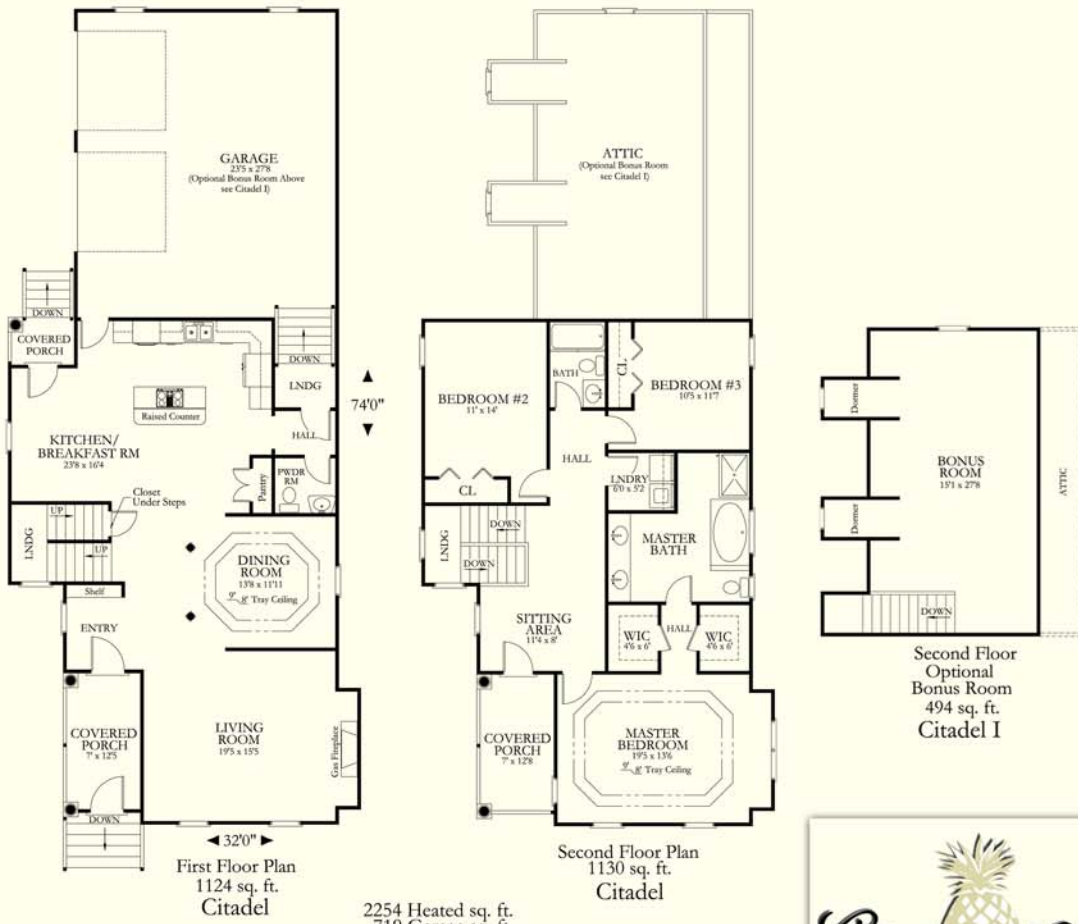 GARAGE
23'5 x 27'8
(Optional Bonus Room Above
see Citadel I)
DOWN
COVERED
PORCH
DOWN
LNDG
Raised Counter
HALL
KITCHEN/
BREAKFAST RM
23'8 x 16'4
Pantry
PWDR
RM
Closet
Under Steps
UP
LNDG
UP
DINING
ROOM
13'8 x 11'11
9' 8' Tray Ceiling
Shelf
ENTRY
COVERED
PORCH
7' x 12'5
LIVING
ROOM
19'5 x 15'5
Gas Fireplace
DOWN
74'0"
32'0"
First Floor Plan
1124 sq. ft.
Citadel
ATTIC
(Optional Bonus Room
see Citadel I)
BEDROOM #2
11' x 14'
BATH
CL
BEDROOM #3
10'5 x 11'7
HALL
CL
LNDRY
6'0 x 5'2
LNDG
DOWN
DOWN
MASTER
BATH
SITTING
AREA
11'4 x 8'
WIC
4'6 x 6'
HALL
WIC
4'6 x 6'
COVERED
PORCH
7' x 12'8
MASTER
BEDROOM
19'5 x 13'6
9' 8' Tray Ceiling
Second Floor Plan
1130 sq. ft.
Citadel
2254 Heated sq. ft.
Dormer
BONUS
ROOM
15'1 x 27'8
Dormer
ATTIC
DOWN
Second Floor
Optional
Bonus Room
494 sq. ft.
Citadel I